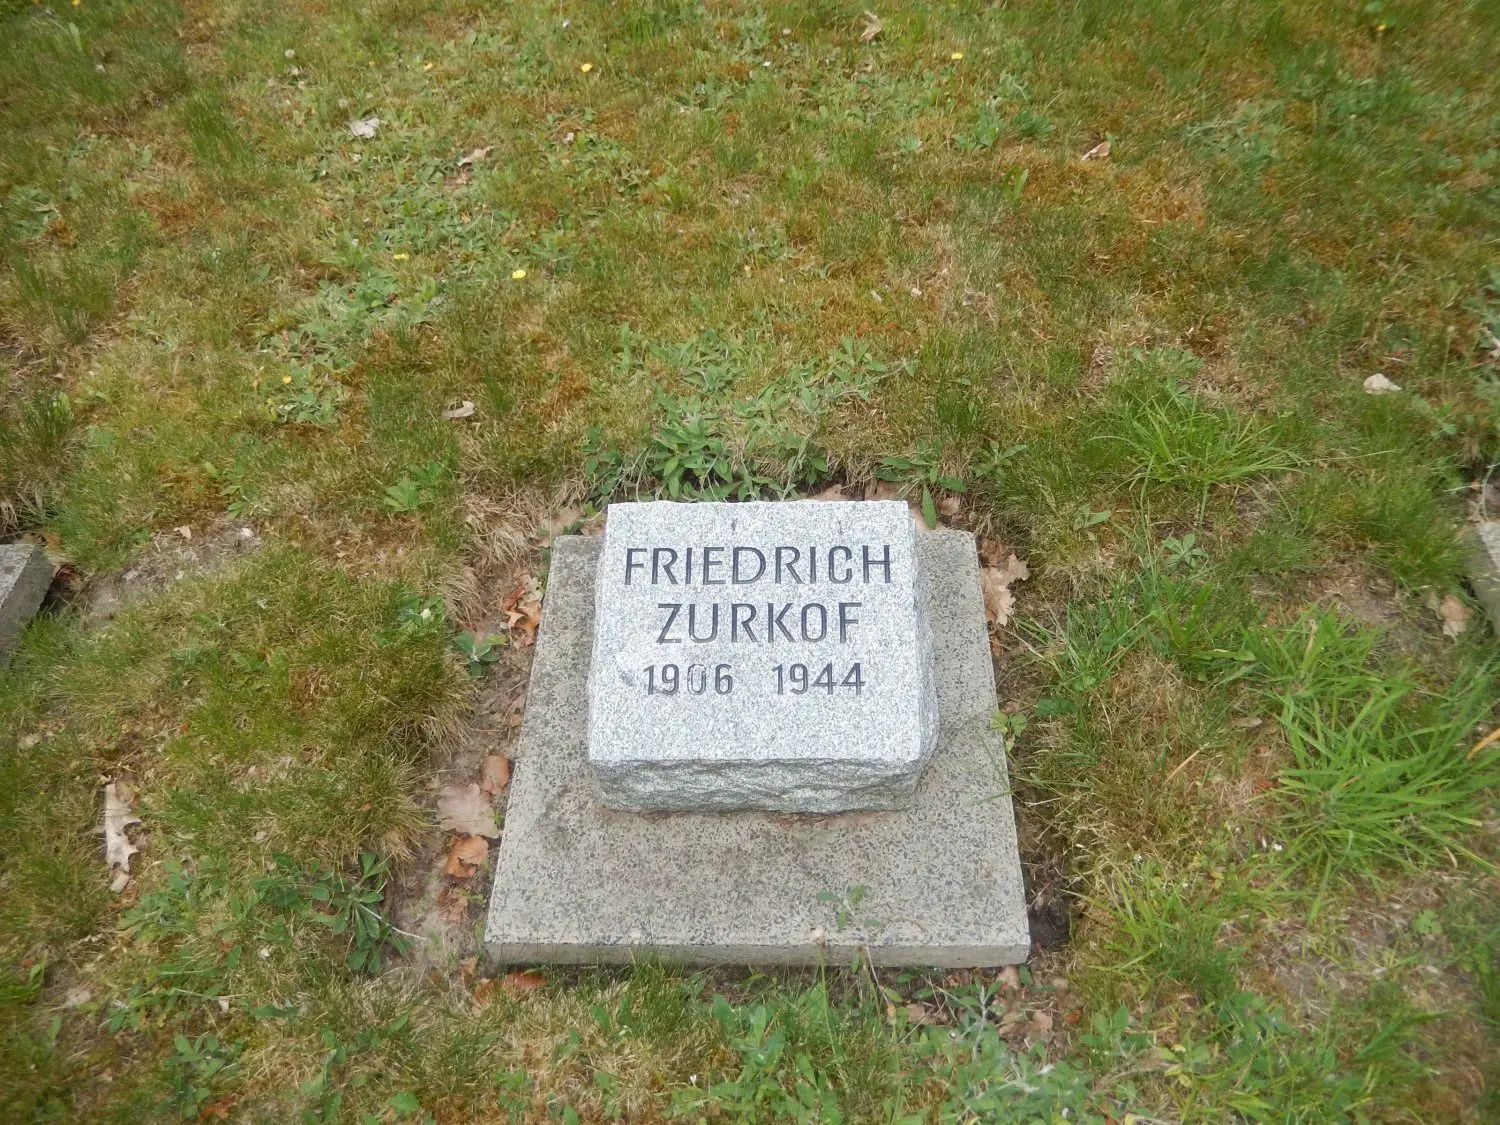 FRIEDRICH
ZURKOF
1906 1944